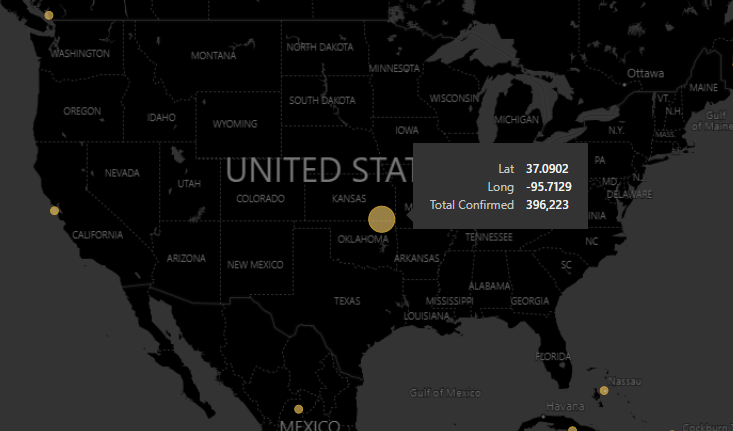 WASHINGTON
MONTANA
NORTH DAKOTA
MINNESOTA
Ottawa
MAINE
OREGON
IDAHO
WYOMING
SOUTH DAKOTA
WISCONSIN
MICHIGAN
VT.
N.H.
Gulf
of Maine
IOWA
N.Y.
MASS.
NEVADA
UTAH
COLORADO
UNITED STAT
KANSAS
PA
MD.
N.J.
DELAWARE
Lat 37.0902
Long -95.7129
Total Confirmed 396,223
M
INIA
CALIFORNIA
ARIZONA
NEW MEXICO
OKLAHOMA
ARKANSAS
TENNESSEE
NC
SC
TEXAS
LOUISIANA
MISSISSIPPI
ALABAMA
GEORGIA
FLORIDA
Gulf of Mexico
Nassau
Havana
MEXICO
Cockburn T